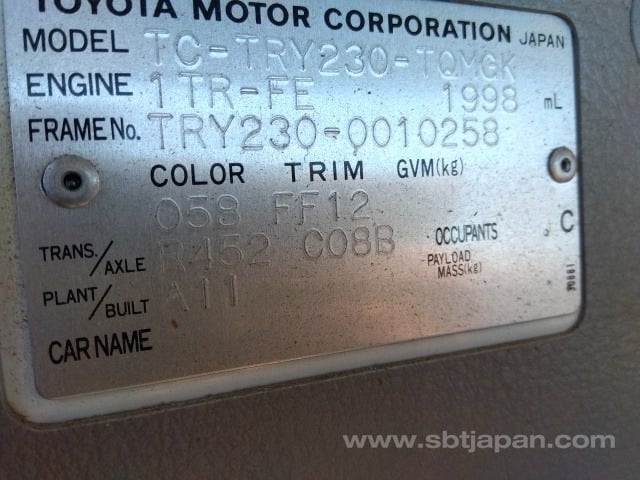 TOYOTA MOTOR CORPORATION JAPAN
MODEL TC-TRY230-TQMGK
ENGINE 1TR-FE 1998 mL
FRAME No. TRY230-0010258
COLOR TRIM GVM(kg)
058 FF12
TRANS./AXLE R452 C08B OCCUPANTS C
PAYLOAD MASS(kg)
PLANT/BUILT A11
CAR NAME
www.sbtjapan.com